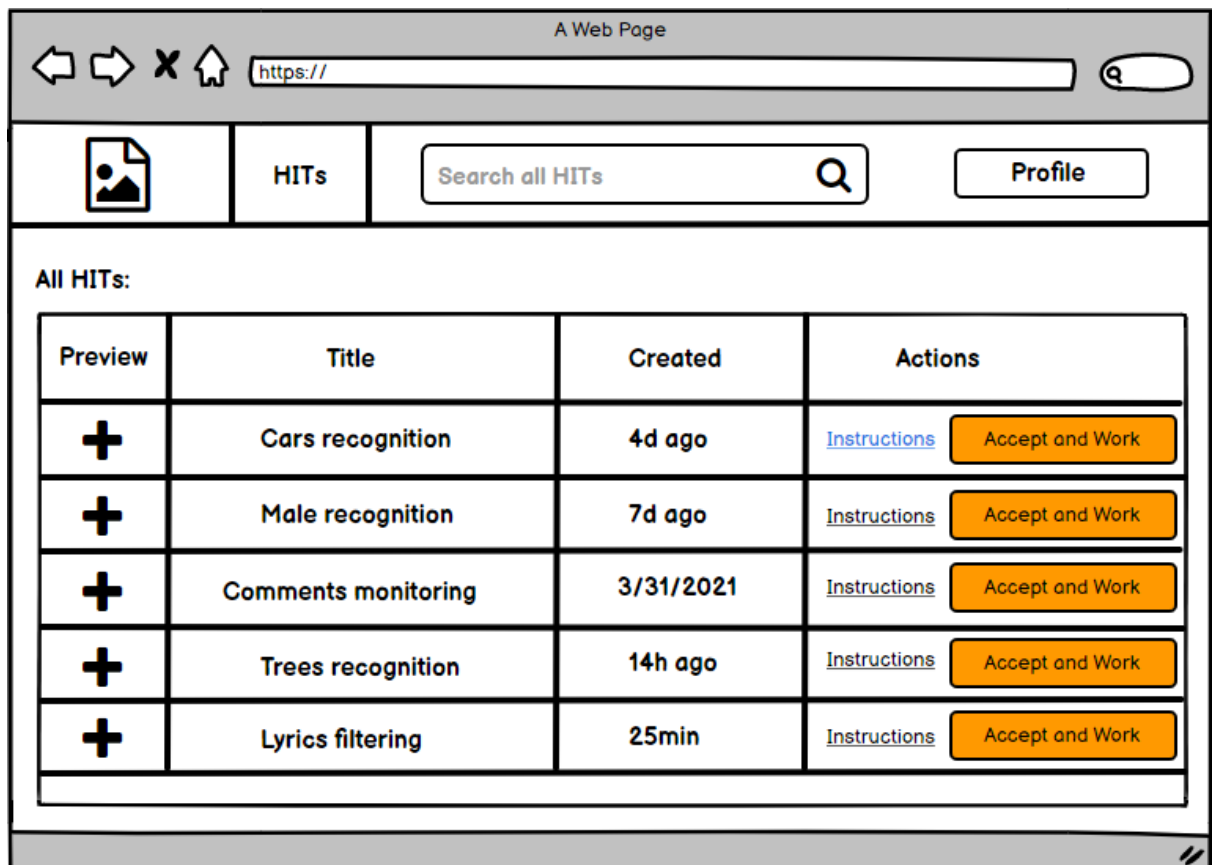 A Web Page
https://
HITs
Search all HITs
Profile
All HITs:
Preview Title Created Actions
Cars recognition 4d ago Instructions Accept and Work
Male recognition 7d ago Instructions Accept and Work
Comments monitoring 3/31/2021 Instructions Accept and Work
Trees recognition 14h ago Instructions Accept and Work
Lyrics filtering 25min Instructions Accept and Work